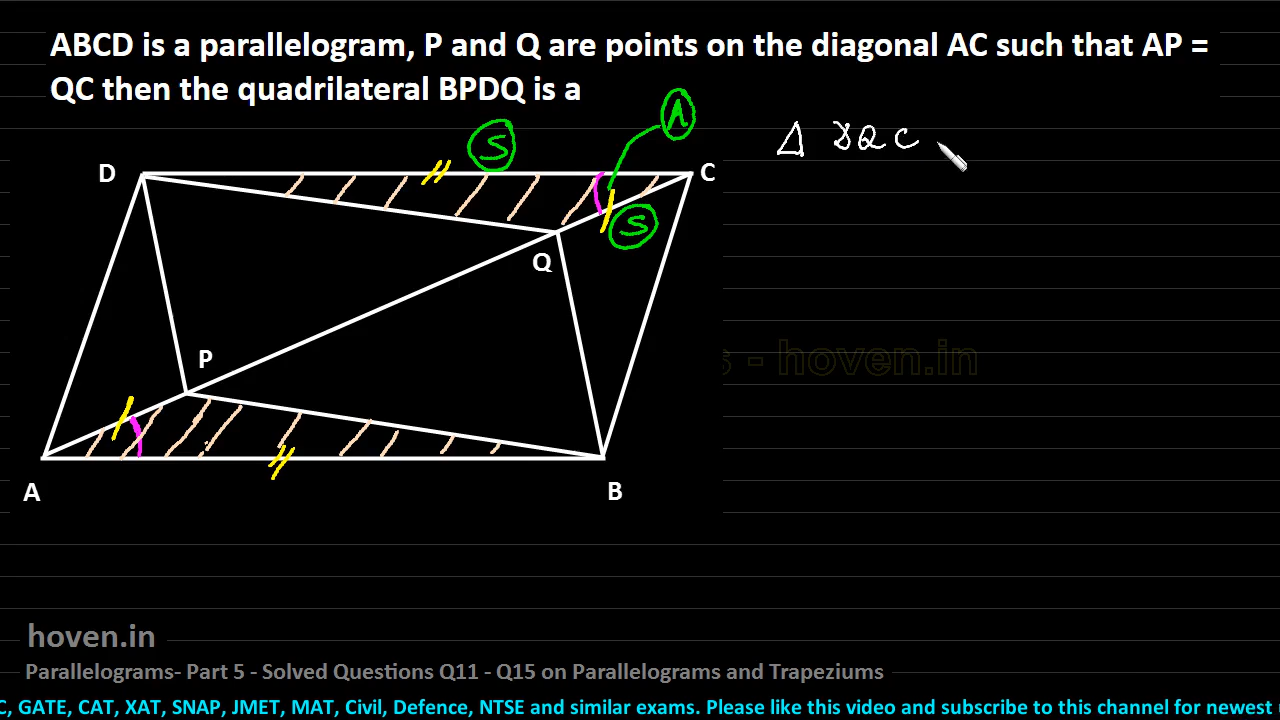 ABCD is a parallelogram, P and Q are points on the diagonal AC such that AP =
QC then the quadrilateral BPDQ is a
A
S
Δ DQC
D
C
S
Q
P
s - hoven.in
A
B
hoven.in
Parallelograms- Part 5 - Solved Questions Q11 - Q15 on Parallelograms and Trapeziums
C, GATE, CAT, XAT, SNAP, JMET, MAT, Civil, Defence, NTSE and similar exams. Please like this video and subscribe to this channel for newest